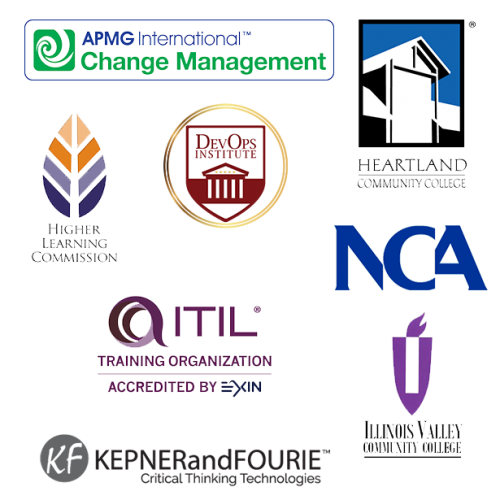 APMG International™
Change Management
®
HEARTLAND
COMMUNITY COLLEGE
DEVOPS
INSTITUTE
HIGHER
LEARNING
COMMISSION
NCA
ITIL®
TRAINING ORGANIZATION
ACCREDITED BY EXIN
ILLINOIS VALLEY
COMMUNITY COLLEGE
KF KEPNERandFOURIE™
Critical Thinking Technologies